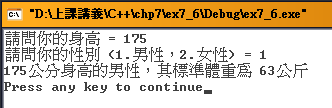 "D:\上課講義\C++\chp7\ex7_6\Debug\ex7_6.exe"
請問你的身高 = 175
請問你的性別 (1.男性，2.女性) = 1
175公分身高的男性，其標準體重為 63公斤
Press any key to continue_